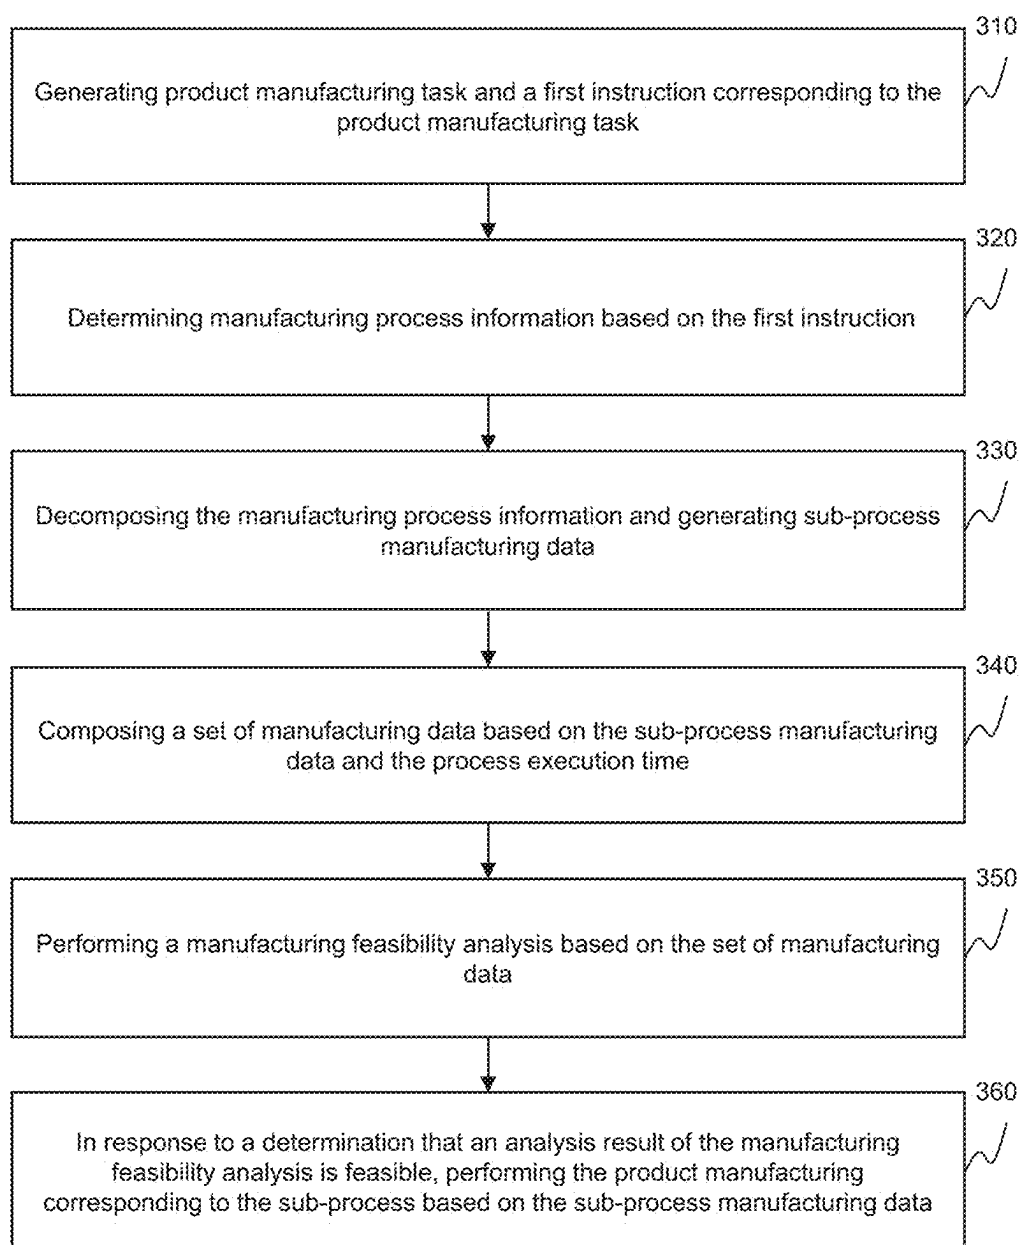 310
Generating product manufacturing task and a first instruction corresponding to the
product manufacturing task
320
Determining manufacturing process information based on the first instruction
330
Decomposing the manufacturing process information and generating sub-process
manufacturing data
340
Composing a set of manufacturing data based on the sub-process manufacturing
data and the process execution time
350
Performing a manufacturing feasibility analysis based on the set of manufacturing
data
360
In response to a determination that an analysis result of the manufacturing
feasibility analysis is feasible, performing the product manufacturing
corresponding to the sub-process based on the sub-process manufacturing data